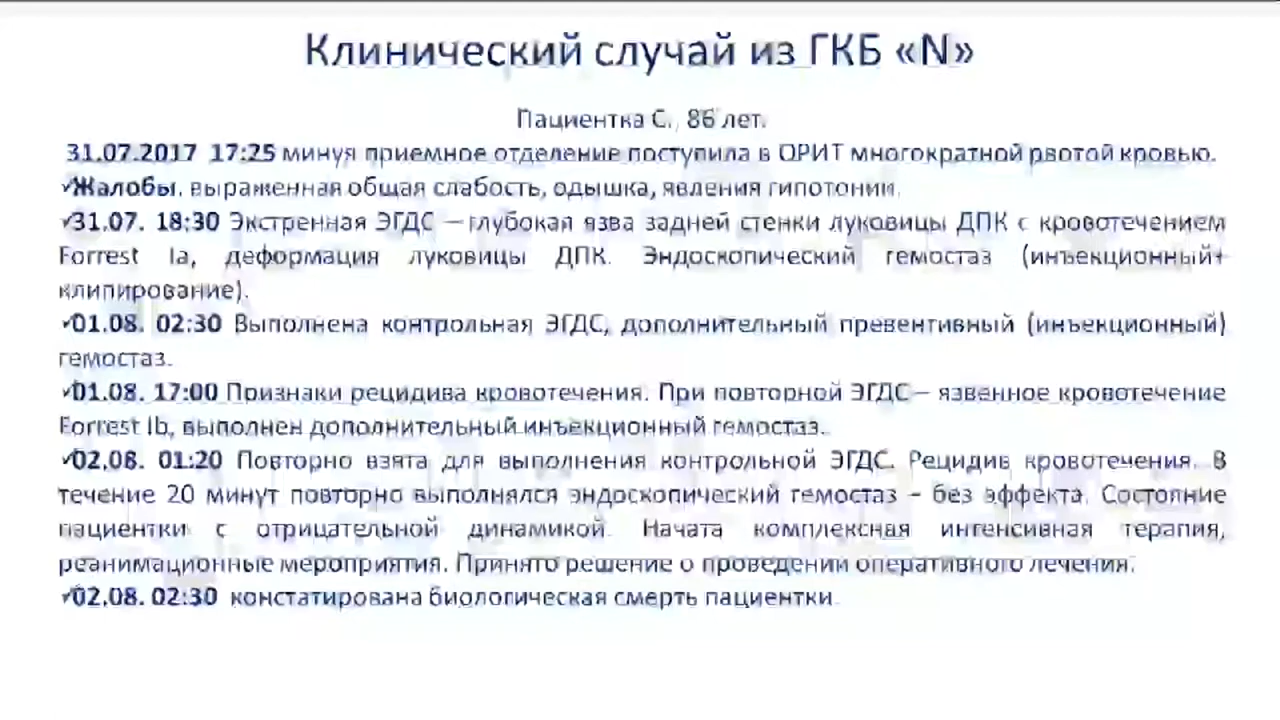 Клинический случай из ГКБ «N»
Пациентка С., 86 лет.
31.07.2017 17:25 минуя приемное отделение поступила в ОРИТ многократной рвотой кровью.
✓Жалобы. выраженная общая слабость, одышка, явления гипотонии.
✓31.07. 18:30 Экстренная ЭГДС – глубокая язва задней стенки луковицы ДПК с кровотечением
Forrest Ia, деформация луковицы ДПК. Эндоскопический гемостаз (инъекционный+
клипирование).
✓01.08. 02:30 Выполнена контрольная ЭГДС, дополнительный превентивный (инъекционный)
гемостаз.
✓01.08. 17:00 Признаки рецидива кровотечения. При повторной ЭГДС – язвенное кровотечение
Forrest Ib, выполнен дополнительный инъекционный гемостаз.
✓02.08. 01:20 Повторно взята для выполнения контрольной ЭГДС. Рецидив кровотечения. В
течение 20 минут повторно выполнялся эндоскопический гемостаз – без эффекта. Состояние
пациентки с отрицательной динамикой. Начата комплексная интенсивная терапия,
реанимационные мероприятия. Принято решение о проведении оперативного лечения.
✓02.08. 02:30 констатирована биологическая смерть пациентки.